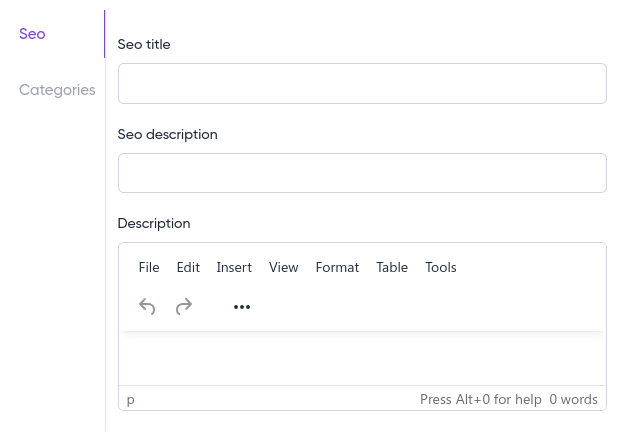 Seo
Categories
Seo title
Seo description
Description
File Edit Insert View Format Table Tools
p Press Alt+0 for help 0 words